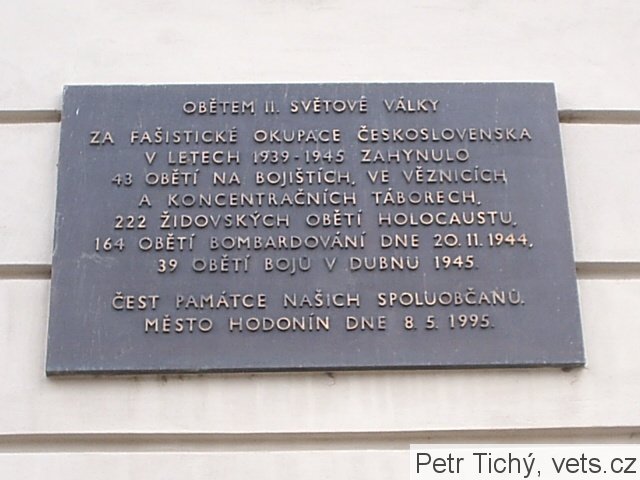 OBĚTEM II. SVĚTOVÉ VÁLKY
ZA FAŠISTICKÉ OKUPACE ČESKOSLOVENSKA
V LETECH 1939-1945 ZAHYNULO
43 OBĚTÍ NA BOJIŠTÍCH, VE VĚZNICÍCH
A KONCENTRAČNÍCH TÁBORECH,
222 ŽIDOVSKÝCH OBĚTÍ HOLOCAUSTU,
164 OBĚTÍ BOMBARDOVÁNÍ DNE 20.11.1944,
39 OBĚTÍ BOJŮ V DUBNU 1945.
ČEST PAMÁTCE NAŠICH SPOLUOBČANŮ.
MĚSTO HODONÍN DNE 8.5.1995.
Petr Tichý, vets.cz